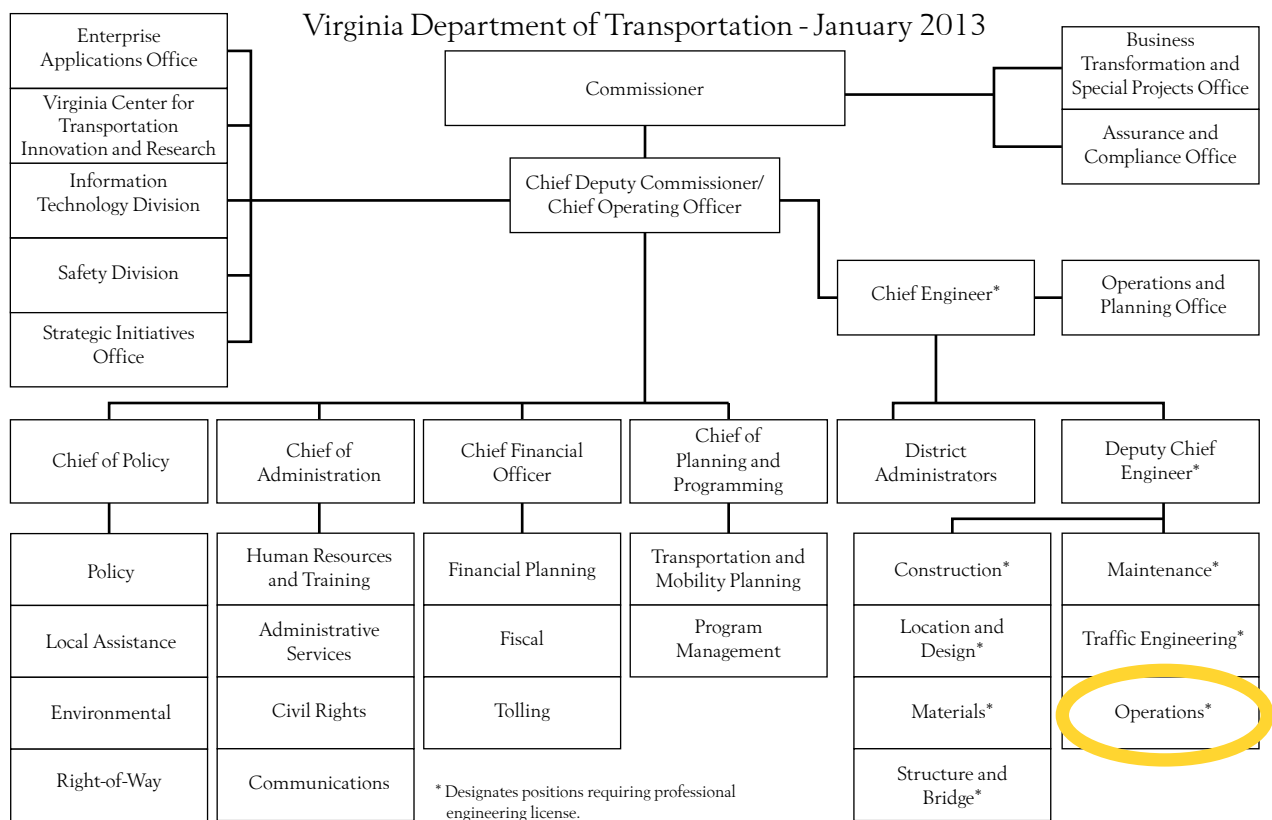 Virginia Department of Transportation - January 2013
Enterprise
Applications Office
Virginia Center for
Transportation
Innovation and Research
Information
Technology Division
Safety Division
Strategic Initiatives
Office
Commissioner
Business
Transformation and
Special Projects Office
Assurance and
Compliance Office
Chief Deputy Commissioner/
Chief Operating Officer
Chief Engineer*
Operations and
Planning Office
Chief of Policy
Chief of
Administration
Chief Financial
Officer
Chief of
Planning and
Programming
District
Administrators
Deputy Chief
Engineer*
Policy
Local Assistance
Environmental
Right-of-Way
Human Resources
and Training
Administrative
Services
Civil Rights
Communications
Financial Planning
Fiscal
Tolling
Transportation and
Mobility Planning
Program
Management
Construction*
Location and
Design*
Materials*
Structure and
Bridge*
Maintenance*
Traffic Engineering*
Operations*
* Designates positions requiring professional
engineering license.